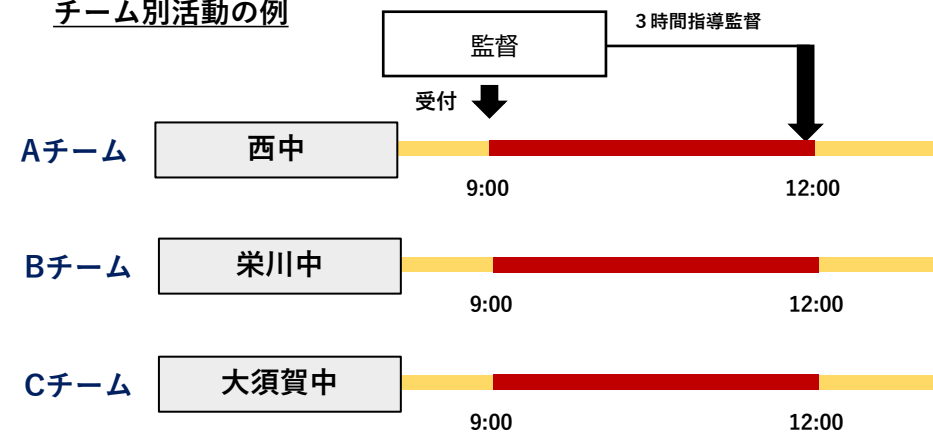 チーム別活動の例
３時間指導監督
監督
受付
Aチーム
西中
9:00
12:00
Bチーム
栄川中
9:00
12:00
Cチーム
大須賀中
9:00
12:00